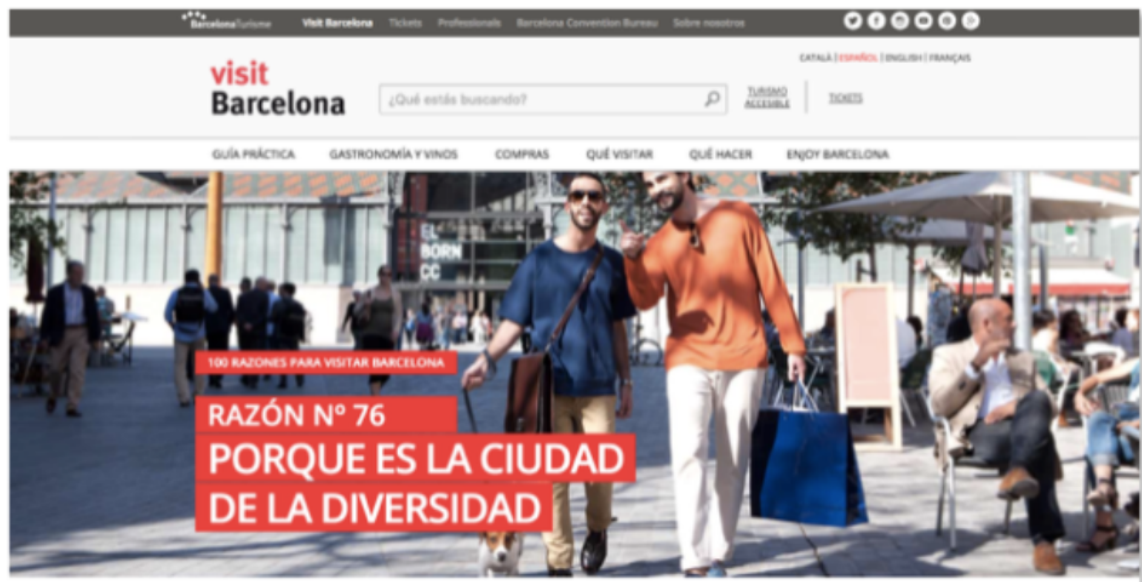 BarcelonaTurisme Visit Barcelona Tickets Professionals Barcelona Convention Bureau Sobre nosotros
CATALÀ | ESPAÑOL | ENGLISH | FRANÇAIS
visit
Barcelona
¿Qué estás buscando?
TURISMO
ACCESIBLE
TICKETS
GUÍA PRÁCTICA GASTRONOMÍA Y VINOS COMPRAS QUÉ VISITAR QUÉ HACER ENJOY BARCELONA
EL
BORN
CC
100 RAZONES PARA VISITAR BARCELONA
RAZÓN Nº 76
PORQUE ES LA CIUDAD
DE LA DIVERSIDAD